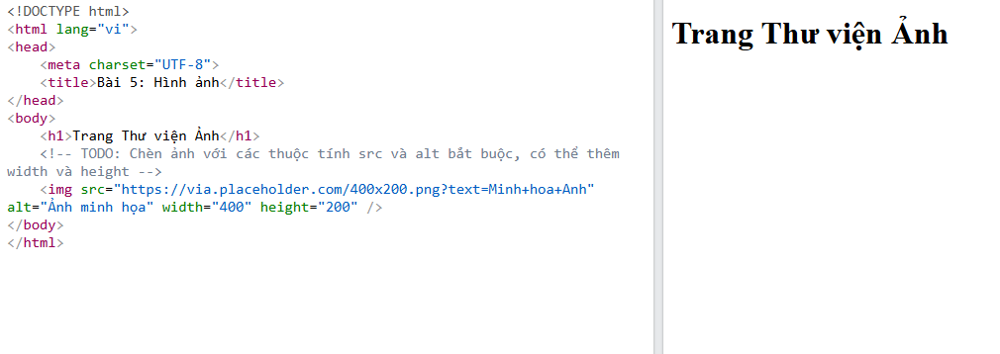 <!DOCTYPE html>
<html lang="vi">
<head>
    <meta charset="UTF-8">
    <title>Bài 5: Hình ảnh</title>
</head>
<body>
    <h1>Trang Thư viện Ảnh</h1>
    <!-- TODO: Chèn ảnh với các thuộc tính src và alt bắt buộc, có thể thêm
width và height -->
    <img src="https://via.placeholder.com/400x200.png?text=Minh+hoa+Anh"
alt="Ảnh minh họa" width="400" height="200" />
</body>
</html>
Trang Thư viện Ảnh